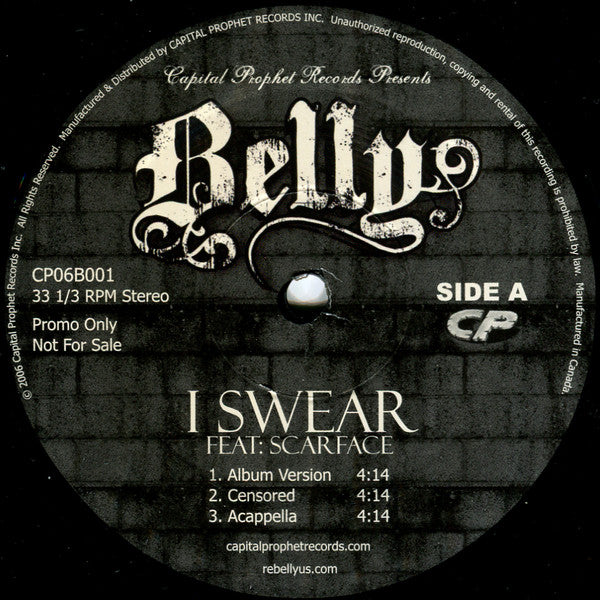 © 2006 Capital Prophet Records Inc. All Rights Reserved. Manufactured & Distributed by CAPITAL PROPHET RECORDS INC. Unauthorized reproduction, copying and rental of this recording is prohibited by law. Manufactured in Canada.
Capital Prophet Records Presents
Belly
CP06B001
33 1/3 RPM Stereo
Promo Only
Not For Sale
SIDE A
CP
I SWEAR
FEAT: SCARFACE
1. Album Version 4:14
2. Censored 4:14
3. Acappella 4:14
capitalprophetrecords.com
rebellyus.com